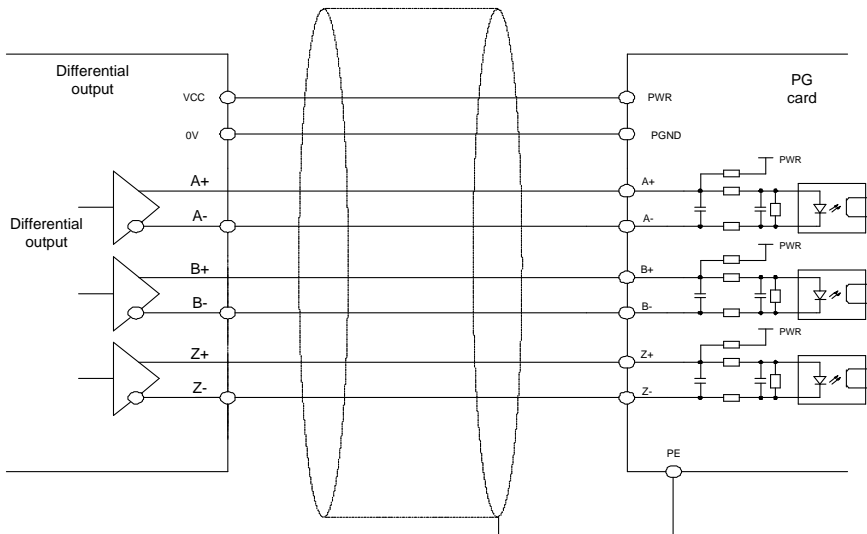 Differential
output
PG
card
VCC
PWR
0V
PGND
PWR
A+
A+
Differential
output
A-
A-
PWR
B+
B+
B-
B-
PWR
Z+
Z+
Z-
Z-
PE